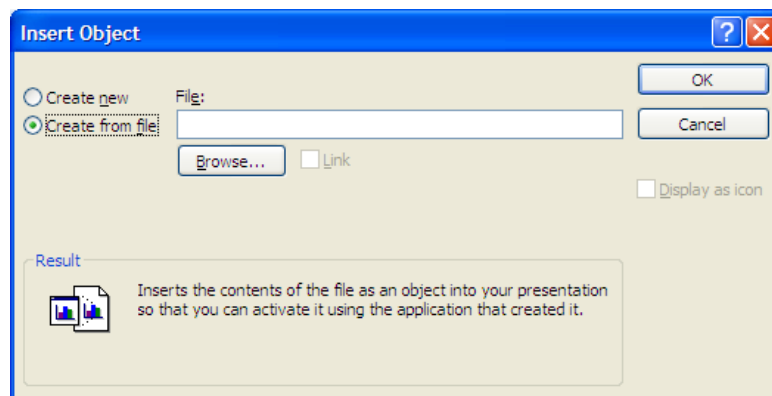 Insert Object
Create new
File:
OK
Create from file
Cancel
Browse...
Link
Display as icon
Result
Inserts the contents of the file as an object into your presentation
so that you can activate it using the application that created it.